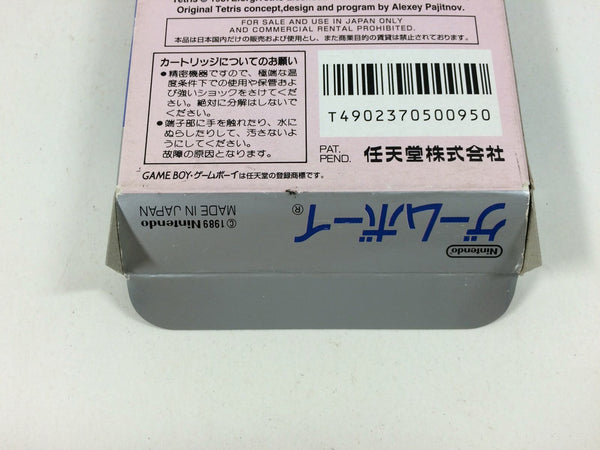 Original Tetris concept,design and program by Alexey Pajitnov.
FOR SALE AND USE IN JAPAN ONLY
AND COMMERCIAL RENTAL PROHIBITED.
本品は日本国内だけの販売および使用とし、また商業目的の賃貸は禁止されております。
カートリッジについてのお願い
●精密機器ですので、極端な温
度条件下での使用や保管およ
び強いショックをさけてくだ
さい。絶対に分解はしないで
ください。
●端子部に手を触れたり、水に
ぬらしたりして、汚さないよ
うにしてください。
故障の原因となります。
T4902370500950
PAT.
PEND.
任天堂株式会社
GAME BOY・ゲームボーイは任天堂の登録商標です。
Nintendo
ゲームボーイ®
© 1989 Nintendo
MADE IN JAPAN